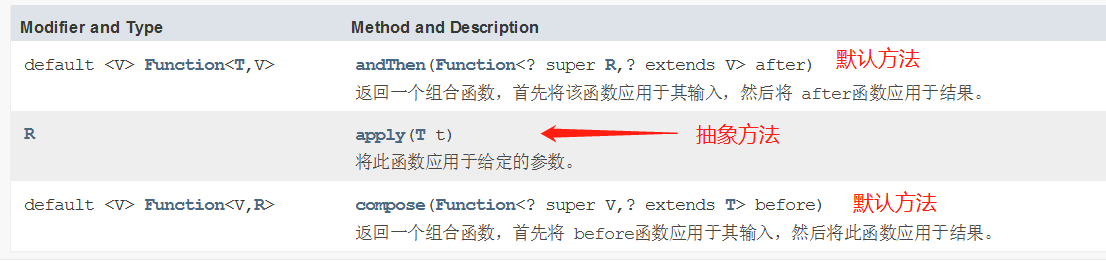 Modifier and Type Method and Description
default <V> Function<T,V> andThen(Function<? super R,? extends V> after) 默认方法
返回一个组合函数，首先将该函数应用于其输入，然后将 after函数应用于结果。
R apply(T t) 抽象方法
将此函数应用于给定的参数。
default <V> Function<V,R> compose(Function<? super V,? extends T> before) 默认方法
返回一个组合函数，首先将 before函数应用于其输入，然后将此函数应用于结果。